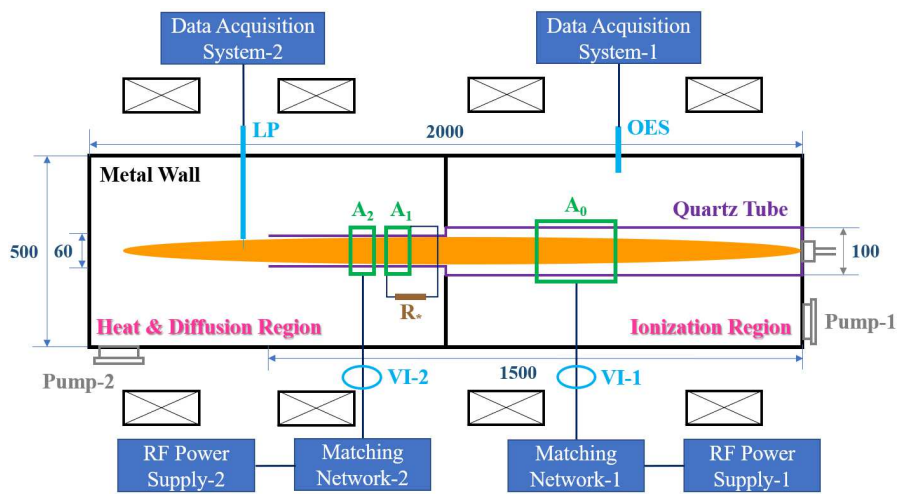 Data Acquisition
System-2
Data Acquisition
System-1
LP
2000
OES
Metal Wall
A₂
A₁
A₀
Quartz Tube
500
60
100
R*
Heat & Diffusion Region
Ionization Region
Pump-1
Pump-2
VI-2
1500
VI-1
RF Power
Supply-2
Matching
Network-2
Matching
Network-1
RF Power
Supply-1